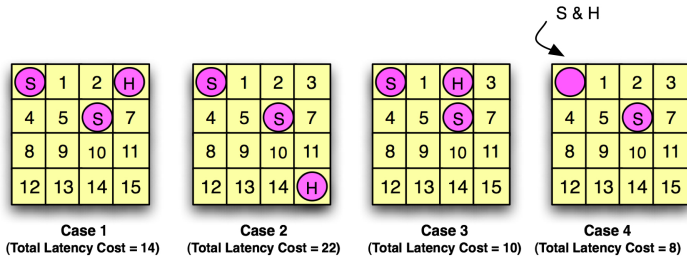 S & H
S 1 2 H
4 5 S 7
8 9 10 11
12 13 14 15
Case 1
(Total Latency Cost = 14)
S 1 2 3
4 5 S 7
8 9 10 11
12 13 14 H
Case 2
(Total Latency Cost = 22)
S 1 H 3
4 5 S 7
8 9 10 11
12 13 14 15
Case 3
(Total Latency Cost = 10)
1 2 3
4 5 S 7
8 9 10 11
12 13 14 15
Case 4
(Total Latency Cost = 8)